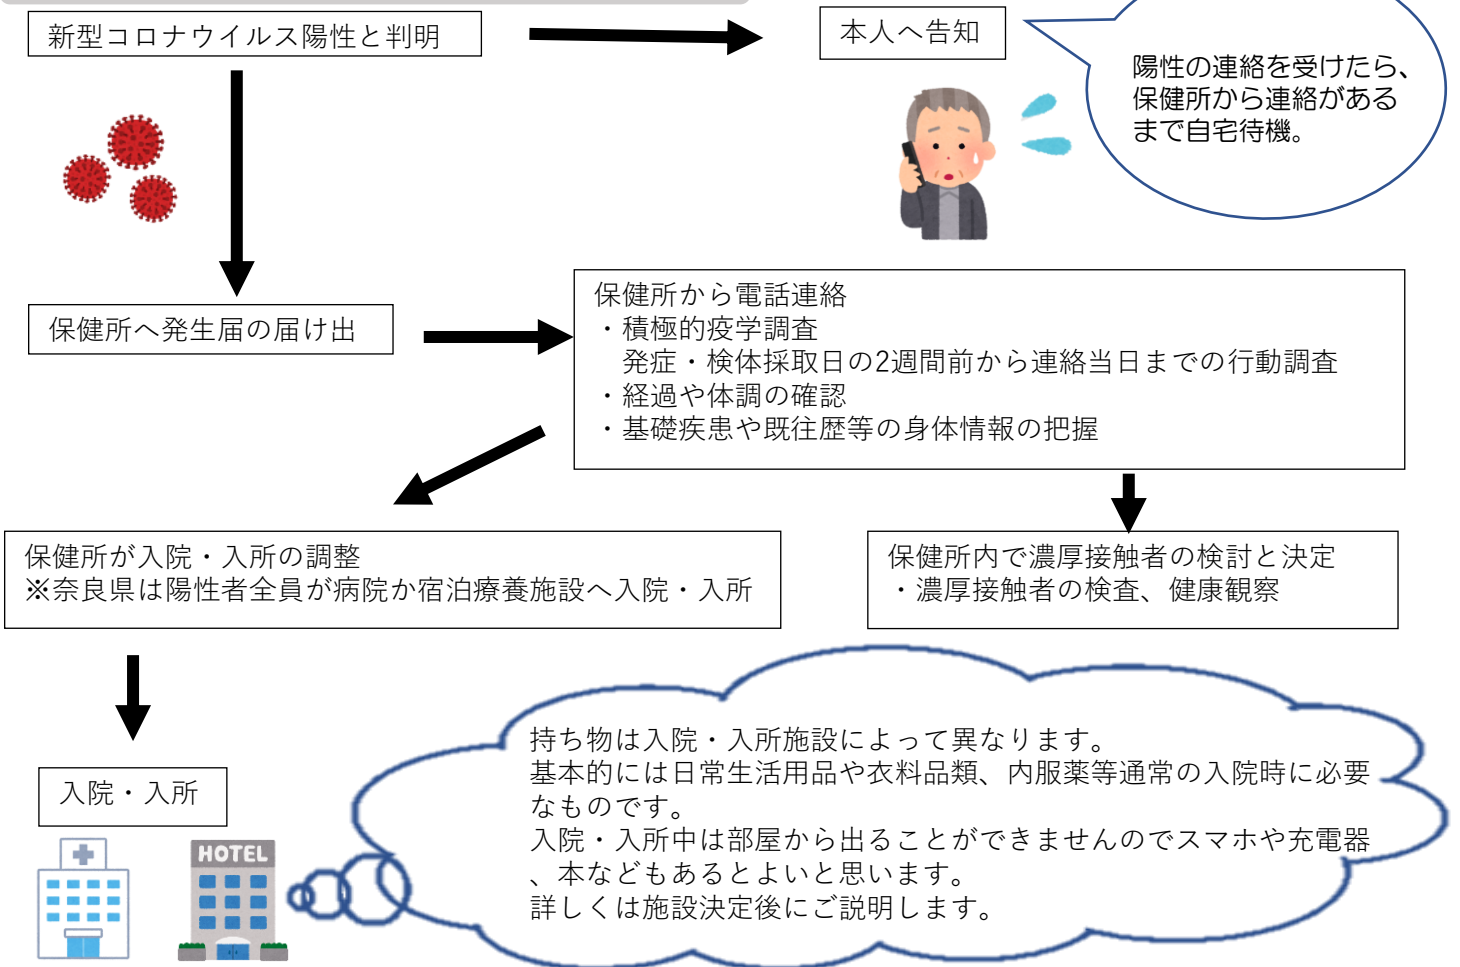 新型コロナウイルス陽性と判明
本人へ告知
陽性の連絡を受けたら、
保健所から連絡がある
まで自宅待機。
保健所へ発生届の届け出
保健所から電話連絡
・積極的疫学調査
発症・検体採取日の2週間前から連絡当日までの行動調査
・経過や体調の確認
・基礎疾患や既往歴等の身体情報の把握
保健所が入院・入所の調整
※奈良県は陽性者全員が病院か宿泊療養施設へ入院・入所
保健所内で濃厚接触者の検討と決定
・濃厚接触者の検査、健康観察
入院・入所
HOTEL
持ち物は入院・入所施設によって異なります。
基本的には日常生活用品や衣料品類、内服薬等通常の入院時に必要
なものです。
入院・入所中は部屋から出ることができませんのでスマホや充電器
、本などもあるとよいと思います。
詳しくは施設決定後にご説明します。